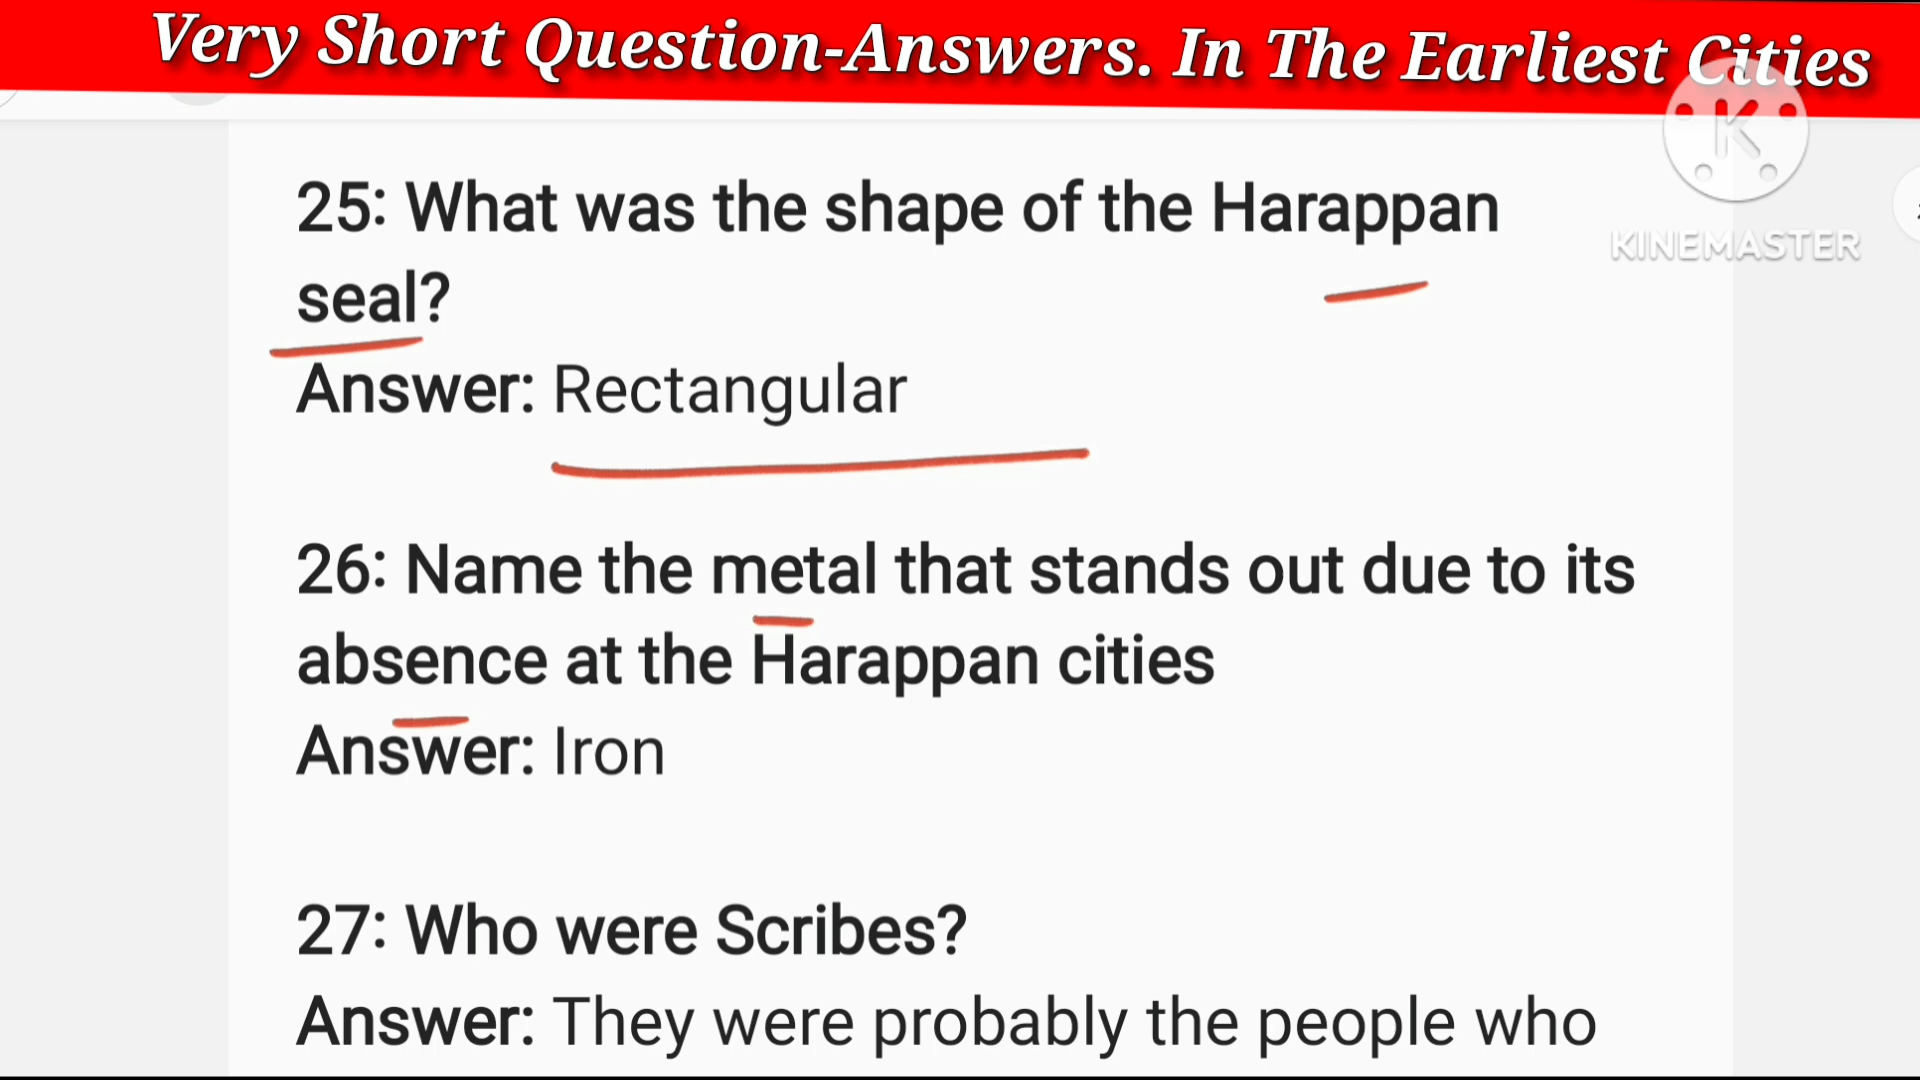 Very Short Question-Answers. In The Earliest Cities
K
KINEMASTER
25: What was the shape of the Harappan
seal?
Answer: Rectangular
26: Name the metal that stands out due to its
absence at the Harappan cities
Answer: Iron
27: Who were Scribes?
Answer: They were probably the people who